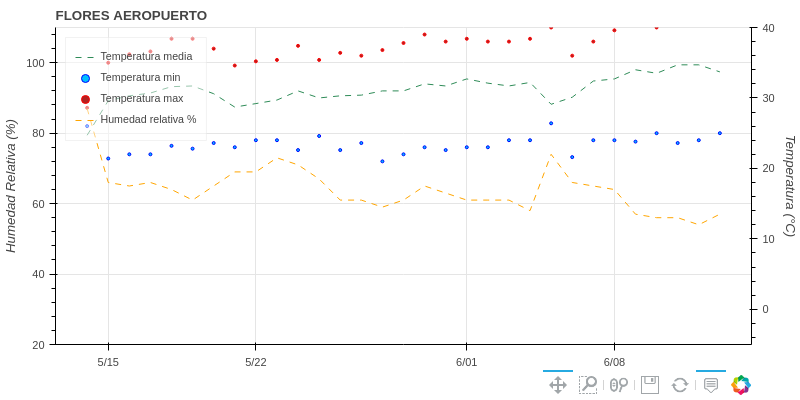 FLORES AEROPUERTO
Temperatura media
Temperatura min
Temperatura max
Humedad relativa %
Humedad Relativa (%)
100
80
60
40
20
Temperatura (°C)
40
30
20
10
0
5/15
5/22
6/01
6/08